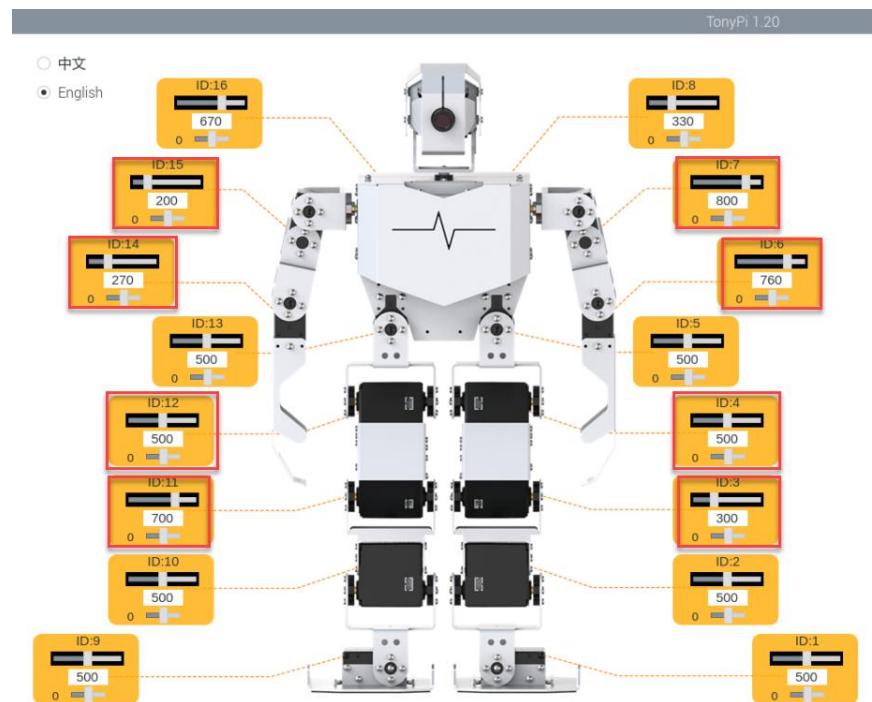 TonyPi 1.20
中文
English
ID:16
670
0
ID:8
330
0
ID:15
200
0
ID:7
800
0
ID:14
270
0
ID:6
760
0
ID:13
500
0
ID:5
500
0
ID:12
500
0
ID:4
500
0
ID:11
700
0
ID:3
300
0
ID:10
500
0
ID:2
500
0
ID:9
500
0
ID:1
500
0